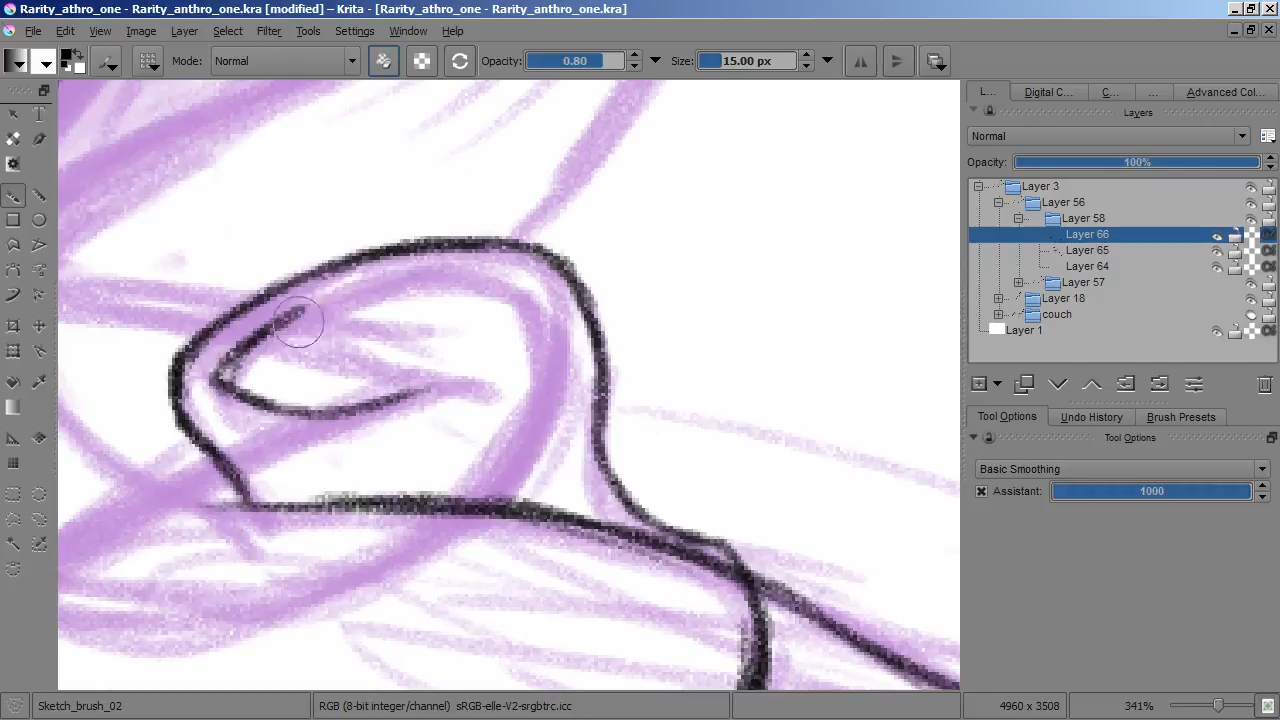 Rarity_athro_one - Rarity_anthro_one.kra [modified] – Krita - [Rarity_athro_one - Rarity_anthro_one.kra]
File Edit View Image Layer Select Filter Tools Settings Window Help
Mode: Normal Opacity: 0.80 Size: 15.00 px
L... Digital C... C... ... Advanced Col...
Layers
Normal
Opacity: 100%
Layer 3
Layer 56
Layer 58
Layer 66
Layer 65
Layer 64
Layer 57
Layer 18
couch
Layer 1
Tool Options Undo History Brush Presets
Tool Options
Basic Smoothing
Assistant: 1000
Sketch_brush_02 RGB (8-bit integer/channel) sRGB-elle-V2-srgbtrc.icc 4960 x 3508 341%